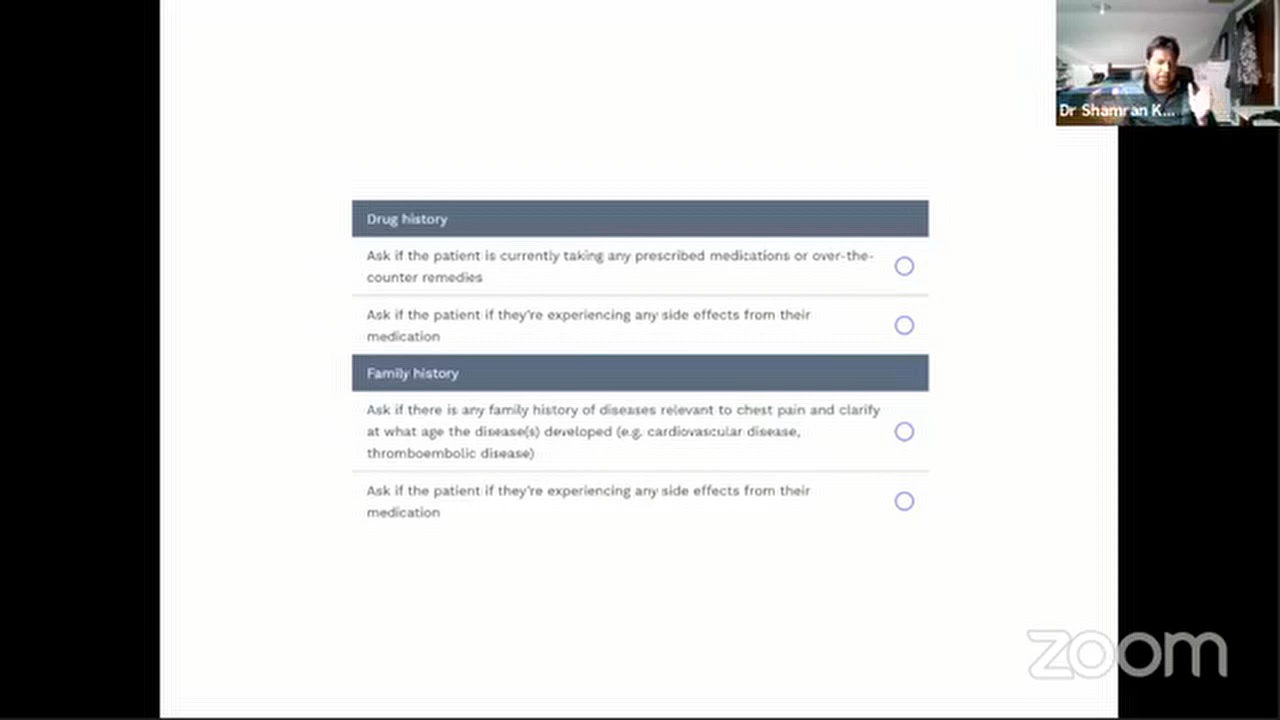 Dr Shamran K...
Drug history
Ask if the patient is currently taking any prescribed medications or over-the-
counter remedies
Ask if the patient if they're experiencing any side effects from their
medication
Family history
Ask if there is any family history of diseases relevant to chest pain and clarify
at what age the disease(s) developed (e.g. cardiovascular disease,
thromboembolic disease)
Ask if the patient if they're experiencing any side effects from their
medication
zoom